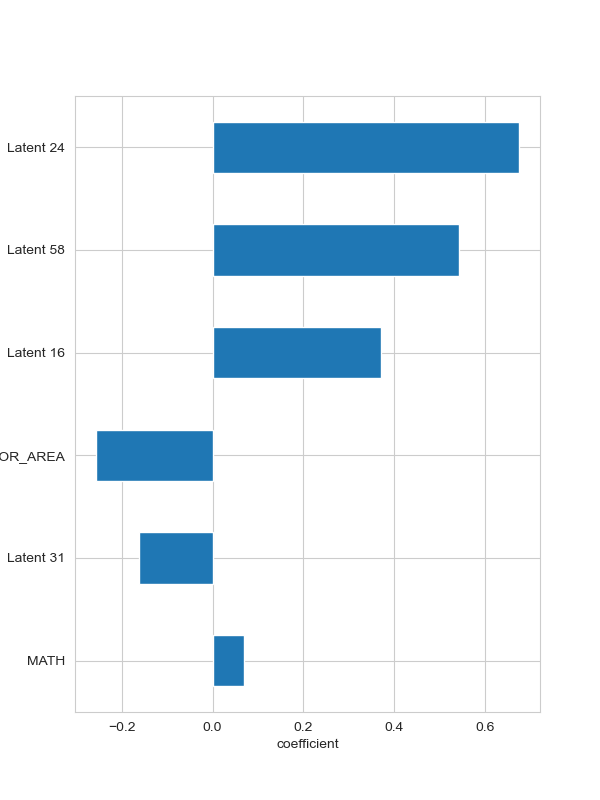 Latent 24
Latent 58
Latent 16
OR_AREA
Latent 31
MATH
−0.2 0.0 0.2 0.4 0.6
coefficient